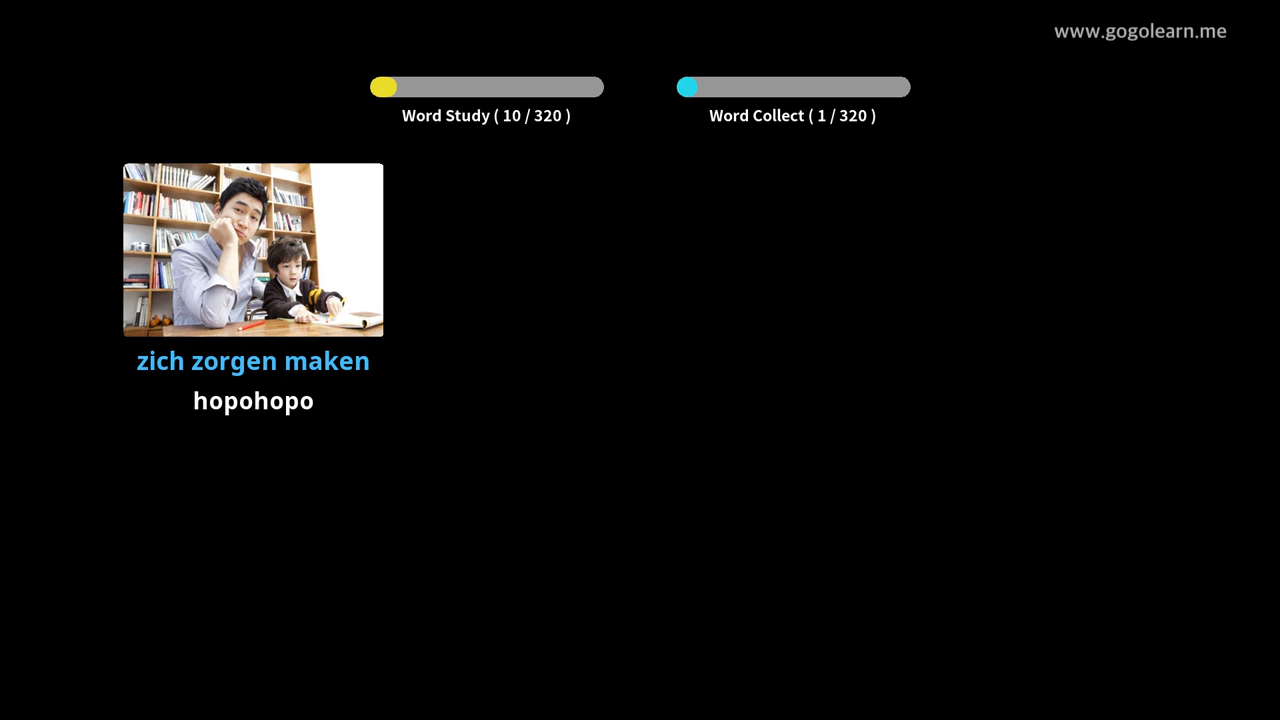 www.gogolearn.me
Word Study ( 10 / 320 )
Word Collect ( 1 / 320 )
zich zorgen maken
hopohopo